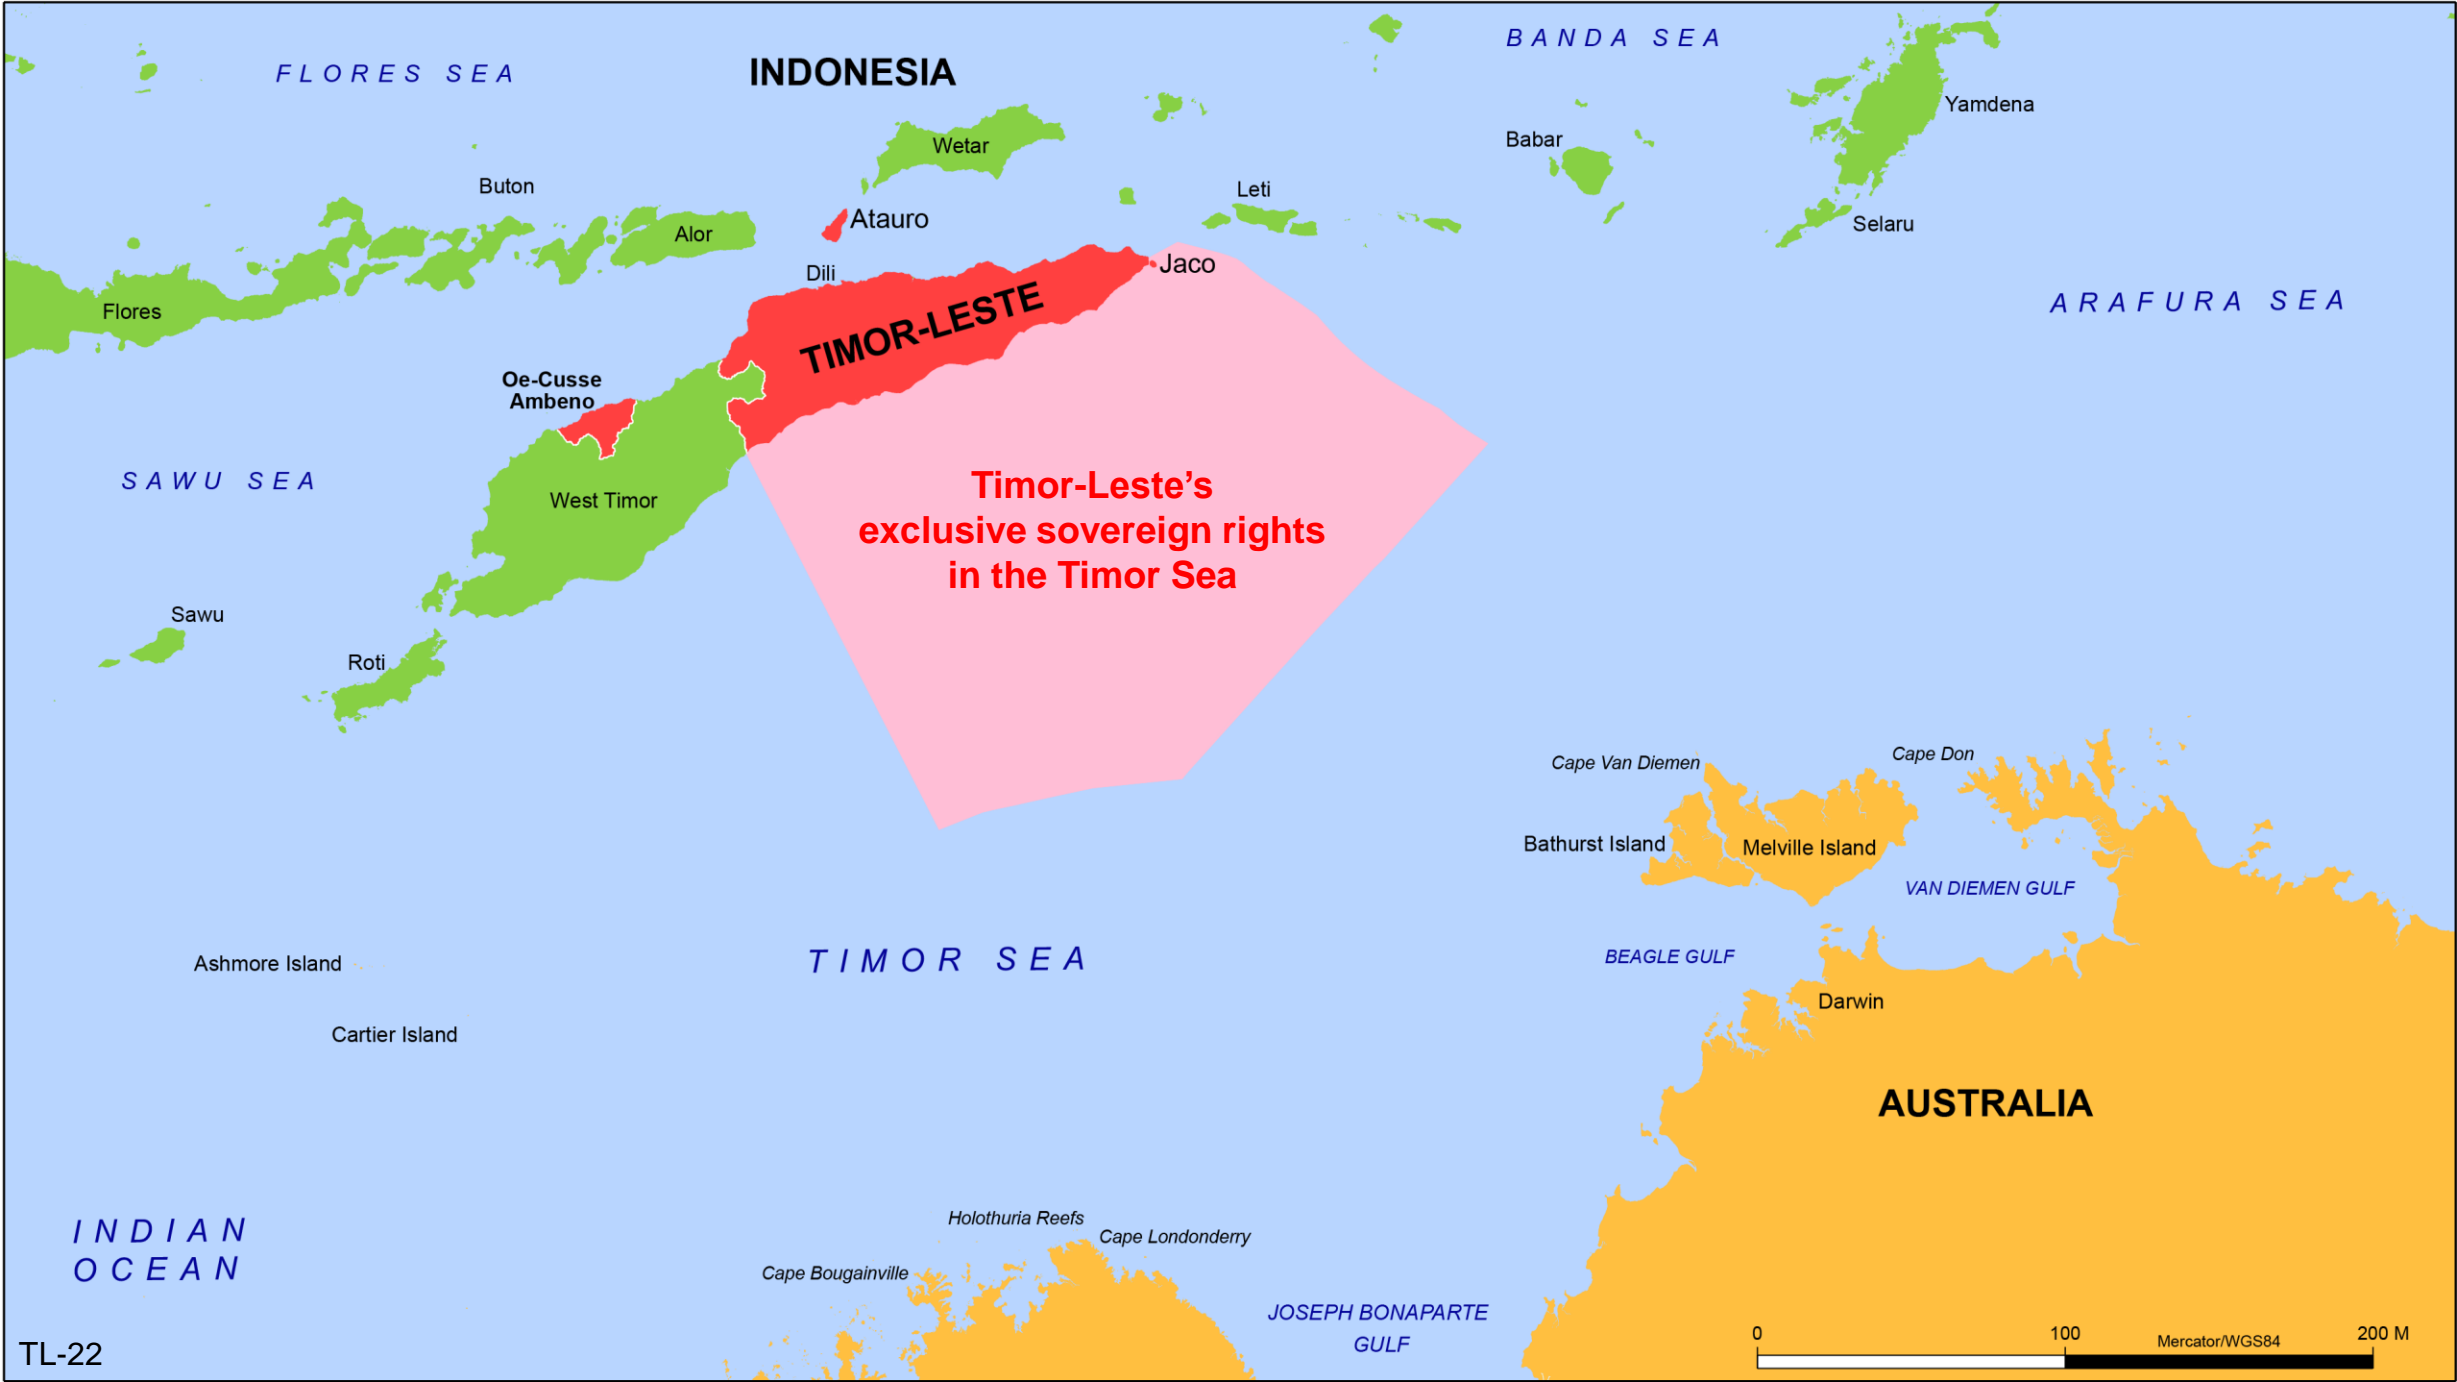 BANDA SEA
FLORES SEA
INDONESIA
Yamdena
Babar
Wetar
Buton
Leti
Atauro
Selaru
Alor
Jaco
Dili
ARAFURA SEA
Flores
TIMOR-LESTE
Oe-Cusse
Ambeno
SAWU SEA
West Timor
Timor-Leste’s
exclusive sovereign rights
in the Timor Sea
Sawu
Roti
Cape Van Diemen
Cape Don
Bathurst Island
Melville Island
VAN DIEMEN GULF
TIMOR SEA
BEAGLE GULF
Ashmore Island
Darwin
Cartier Island
AUSTRALIA
INDIAN
OCEAN
Holothuria Reefs
Cape Londonderry
Cape Bougainville
JOSEPH BONAPARTE
GULF
0 100 200 M
Mercator/WGS84
TL-22